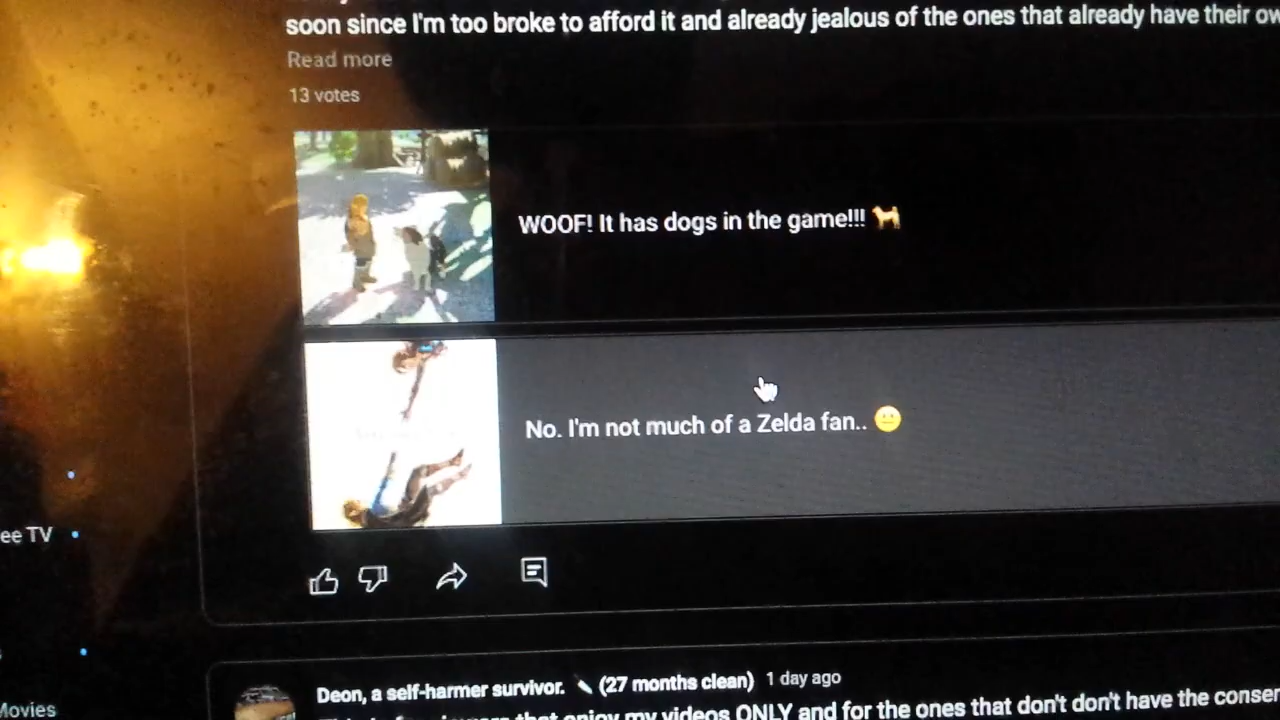 soon since I'm too broke to afford it and already jealous of the ones that already have their
Read more
13 votes
WOOF! It has dogs in the game!!! 🐕
No. I'm not much of a Zelda fan.. 😐
ee TV
Deon, a self-harmer survivor. (27 months clean) 1 day ago
that enjoy my videos ONLY and for the ones that don't don't have the
Movies